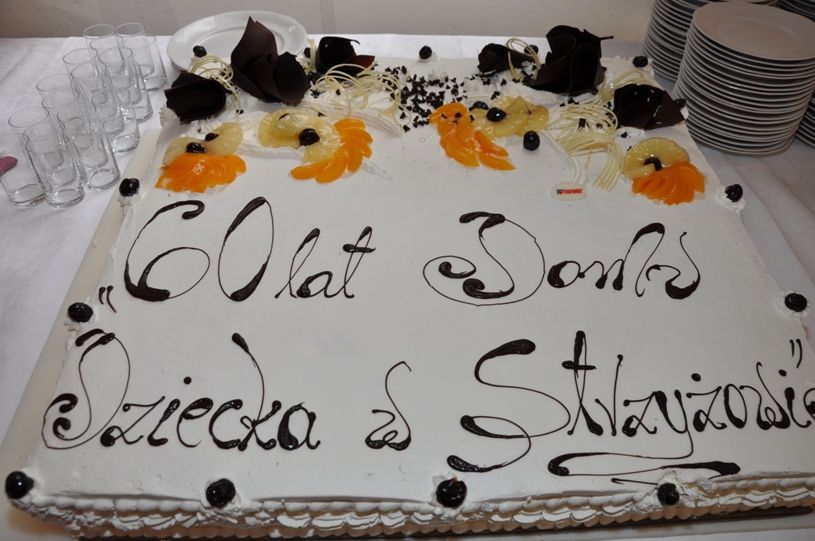 „60 lat Domu
Dziecka w Strzyżowie”